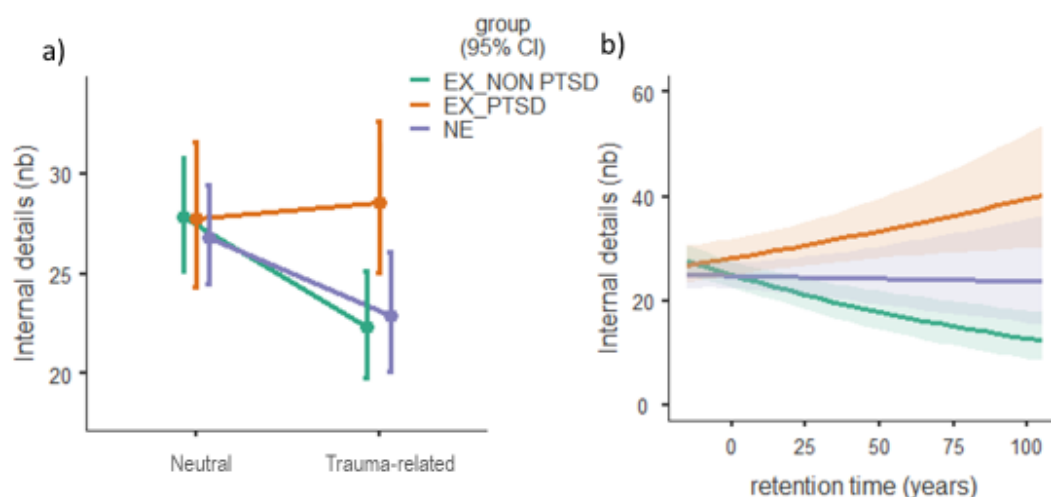 a)
group
(95% CI)
EX_NON PTSD
EX_PTSD
NE
Internal details (nb)
30
25
20
Neutral
Trauma-related
b)
Internal details (nb)
60
40
20
0
0 25 50 75 100
retention time (years)